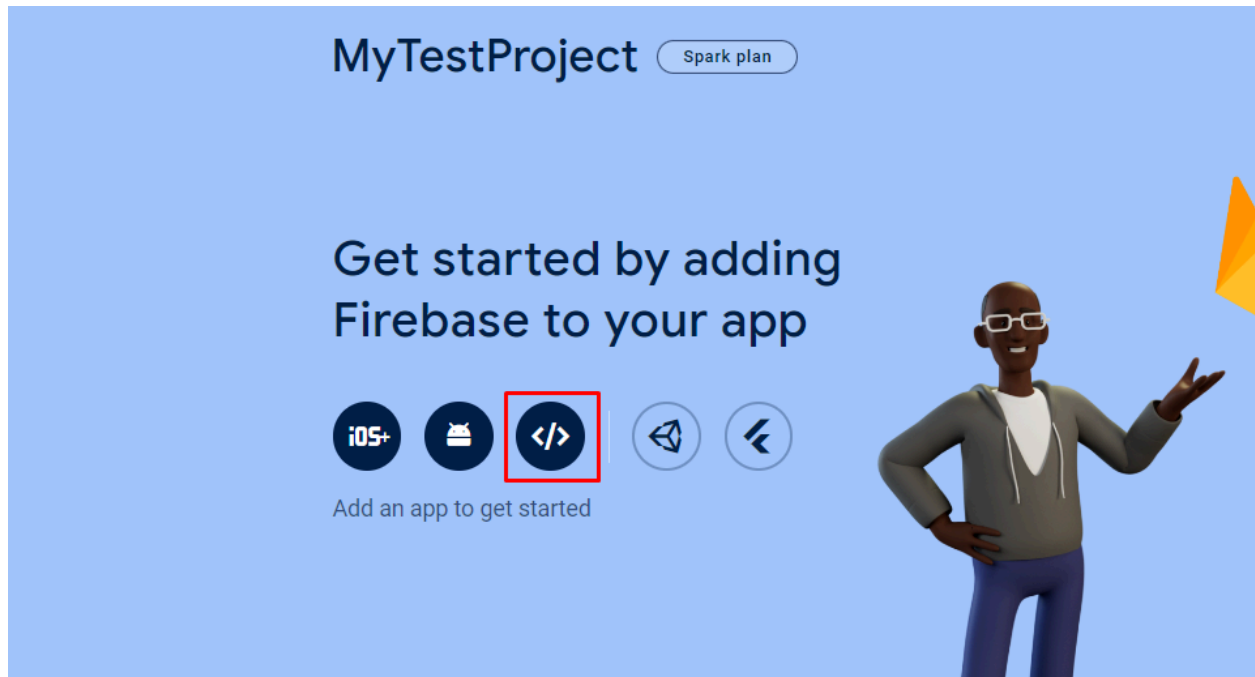 MyTestProject
Spark plan
Get started by adding
Firebase to your app
iOS+
</>
Add an app to get started